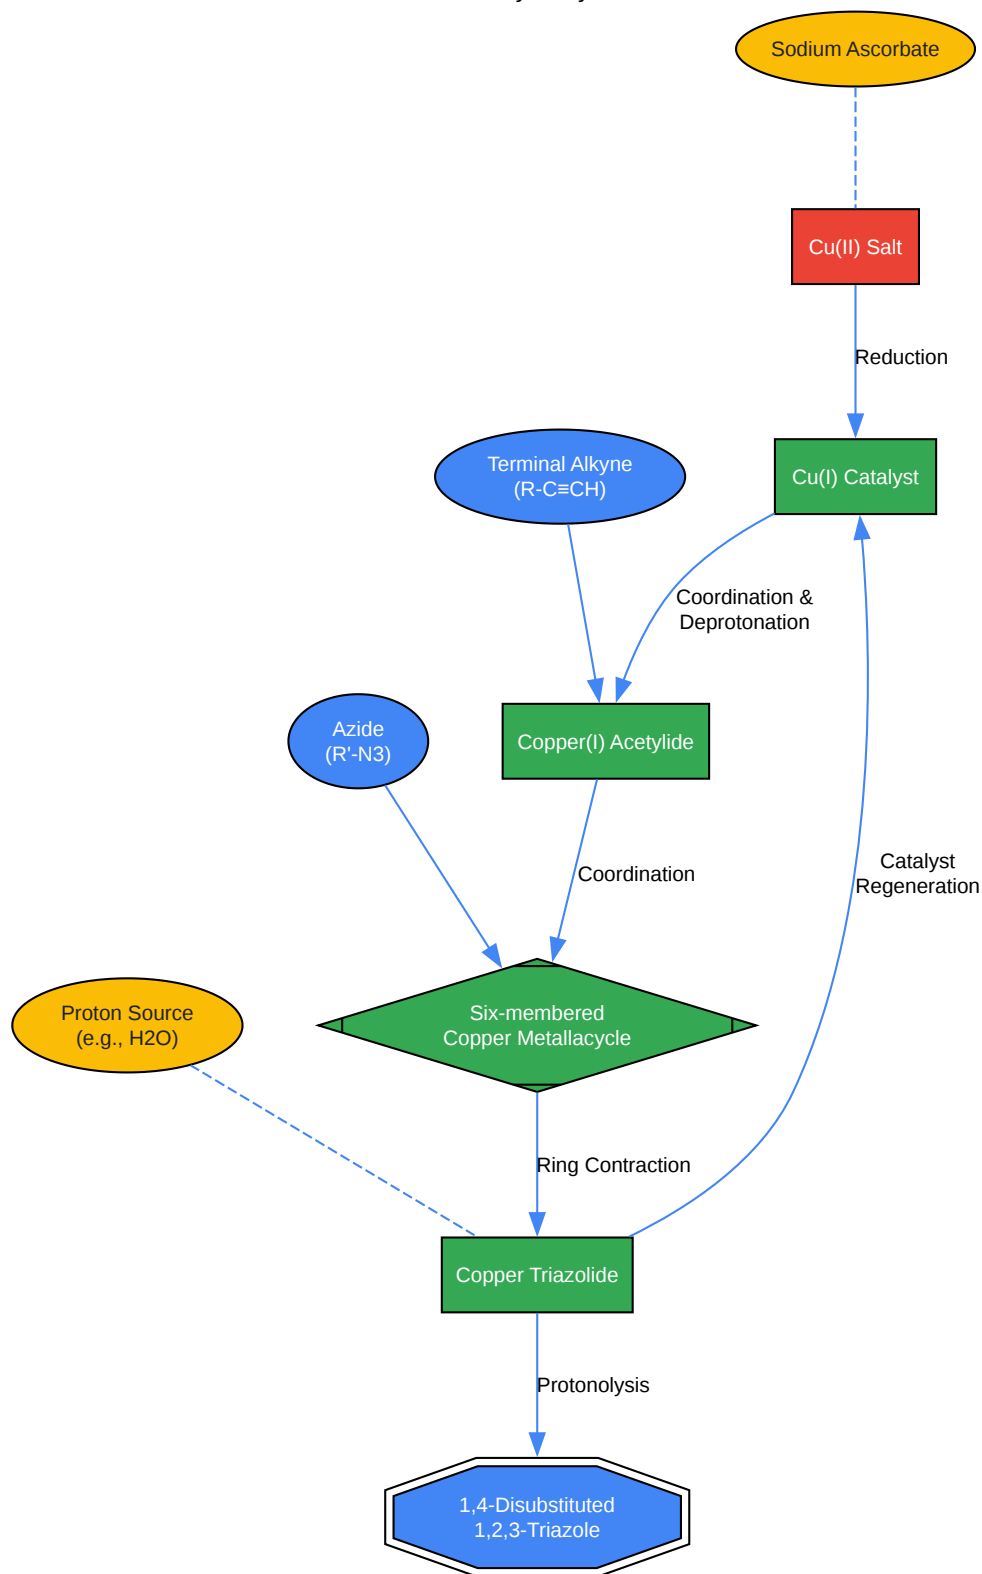 Sodium Ascorbate
Cu(II) Salt
Reduction
Terminal Alkyne
(R-C≡CH)
Cu(I) Catalyst
Coordination &
Deprotonation
Azide
(R'-N3)
Copper(I) Acetylide
Catalyst
Regeneration
Coordination
Proton Source
(e.g., H2O)
Six-membered
Copper Metallacycle
Ring Contraction
Copper Triazolide
Protonolysis
1,4-Disubstituted
1,2,3-Triazole